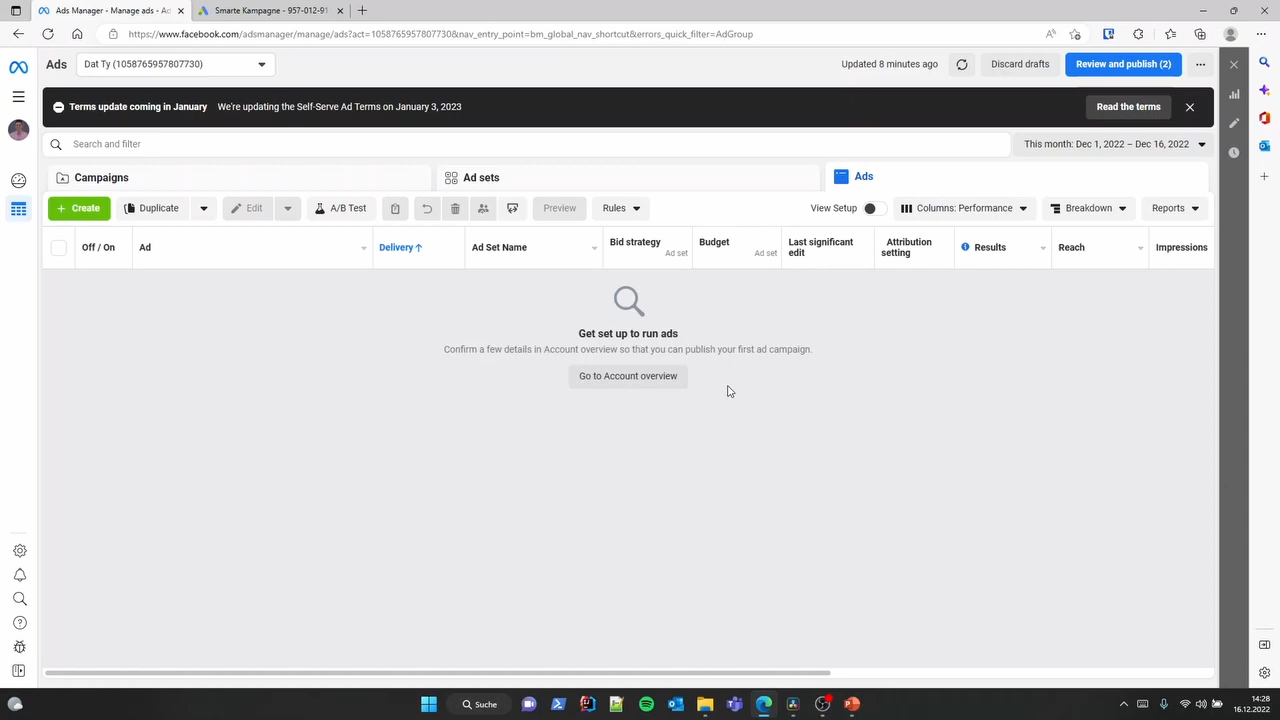 Ads Manager - Manage ads - Ad
Smarte Kampagne - 957-012-91
https://www.facebook.com/adsmanager/manage/ads?act=1058765957807730&nav_entry_point=bm_global_nav_shortcut&errors_quick_filter=AdGroup
Ads
Dat Ty (1058765957807730)
Updated 8 minutes ago
Discard drafts
Review and publish (2)
Terms update coming in January We're updating the Self-Serve Ad Terms on January 3, 2023
Read the terms
Search and filter
This month: Dec 1, 2022 – Dec 16, 2022
Campaigns
Ad sets
Ads
+ Create
Duplicate
Edit
A/B Test
Preview
Rules
View Setup
Columns: Performance
Breakdown
Reports
Off / On
Ad
Delivery ↑
Ad Set Name
Bid strategy
Ad set
Budget
Ad set
Last significant
edit
Attribution
setting
Results
Reach
Impressions
Get set up to run ads
Confirm a few details in Account overview so that you can publish your first ad campaign.
Go to Account overview
Suche
14:28
16.12.2022